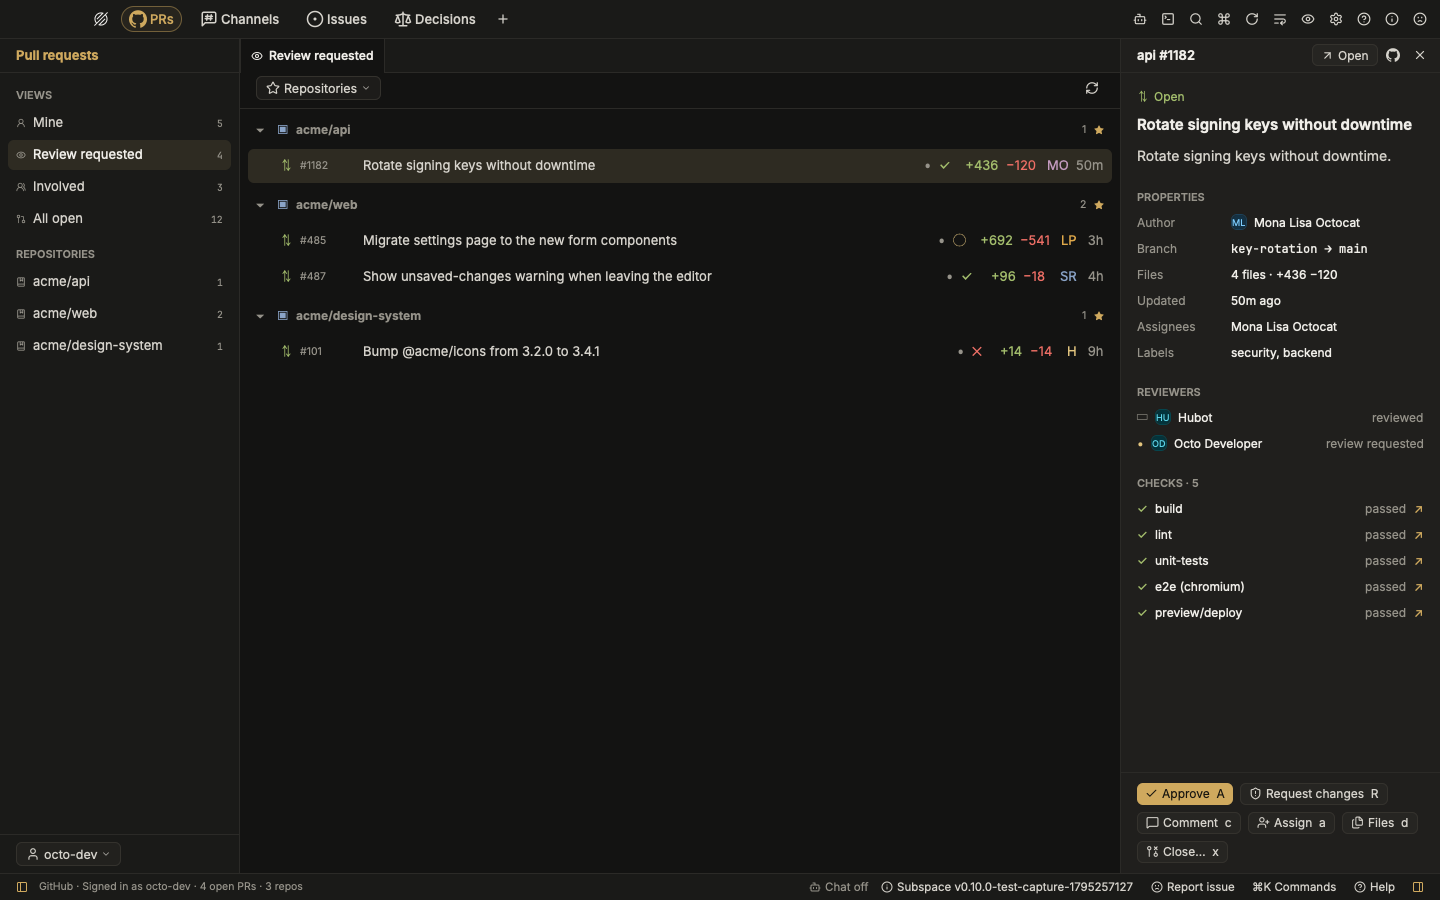 PRs Channels Issues Decisions
Pull requests
Review requested
api #1182
Open
Repositories
VIEWS
Mine 5
Review requested 4
Involved 3
All open 12
REPOSITORIES
acme/api 1
acme/web 2
acme/design-system 1
acme/api 1
#1182 Rotate signing keys without downtime +436 −120 MO 50m
acme/web 2
#485 Migrate settings page to the new form components +692 −541 LP 3h
#487 Show unsaved-changes warning when leaving the editor +96 −18 SR 4h
acme/design-system 1
#101 Bump @acme/icons from 3.2.0 to 3.4.1 +14 −14 H 9h
Open
Rotate signing keys without downtime
Rotate signing keys without downtime.
PROPERTIES
Author ML Mona Lisa Octocat
Branch key-rotation → main
Files 4 files · +436 −120
Updated 50m ago
Assignees Mona Lisa Octocat
Labels security, backend
REVIEWERS
HU Hubot reviewed
OD Octo Developer review requested
CHECKS · 5
build passed
lint passed
unit-tests passed
e2e (chromium) passed
preview/deploy passed
Approve A Request changes R
Comment c Assign a Files d
Close... x
octo-dev
GitHub · Signed in as octo-dev · 4 open PRs · 3 repos
Chat off Subspace v0.10.0-test-capture-1795257127 Report issue ⌘K Commands Help